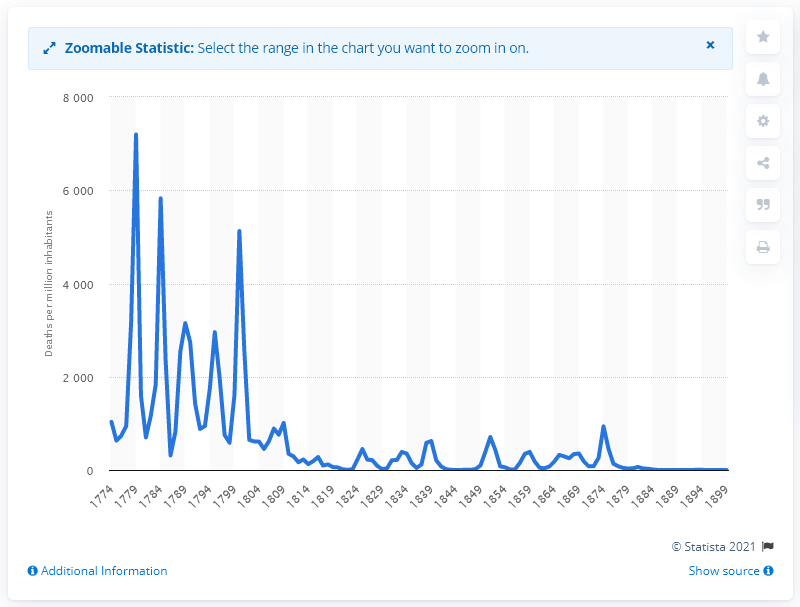 Zoomable Statistic: Select the range in the chart you want to zoom in on.
8 000
6 000
4 000
2 000
0
Deaths per million inhabitants
1774 1779 1784 1789 1794 1799 1804 1809 1814 1819 1824 1829 1834 1839 1844 1849 1854 1859 1864 1869 1874 1879 1884 1889 1894 1899
© Statista 2021
Additional Information
Show source